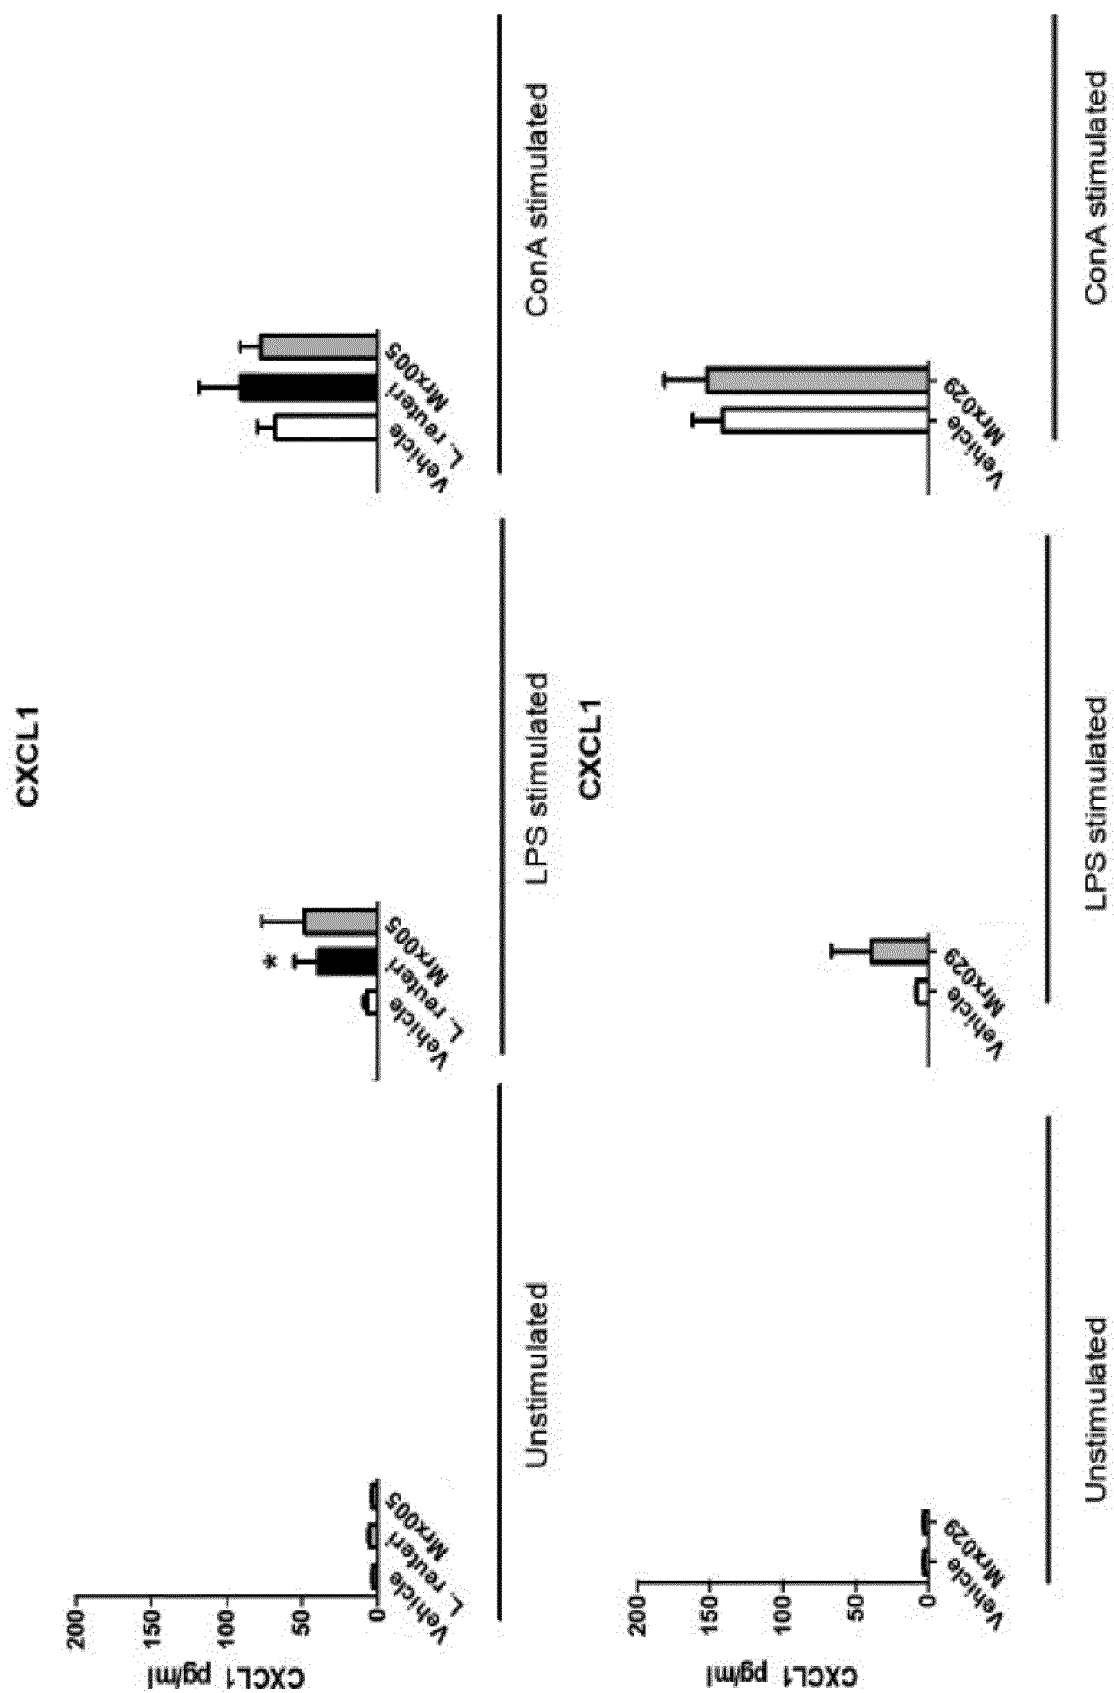 CXCL1
CXCL1 pg/ml
200
150
100
50
0
Vehicle
L. reuteri
Mrx005
Vehicle
L. reuteri
Mrx005
*
Vehicle
L. reuteri
Mrx005
Unstimulated
LPS stimulated
ConA stimulated
CXCL1
CXCL1 pg/ml
200
150
100
50
0
Vehicle
Mrx029
Vehicle
Mrx029
Vehicle
Mrx029
Unstimulated
LPS stimulated
ConA stimulated